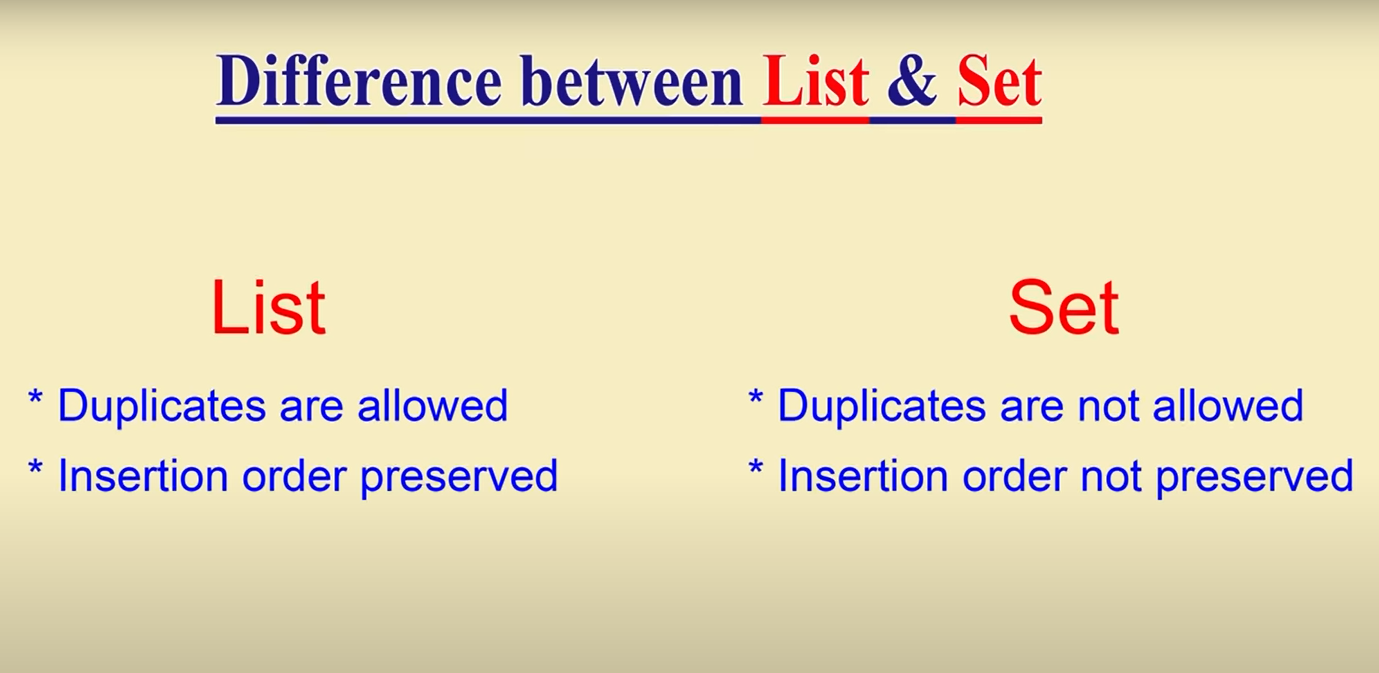 Difference between List & Set
List
* Duplicates are allowed
* Insertion order preserved
Set
* Duplicates are not allowed
* Insertion order not preserved